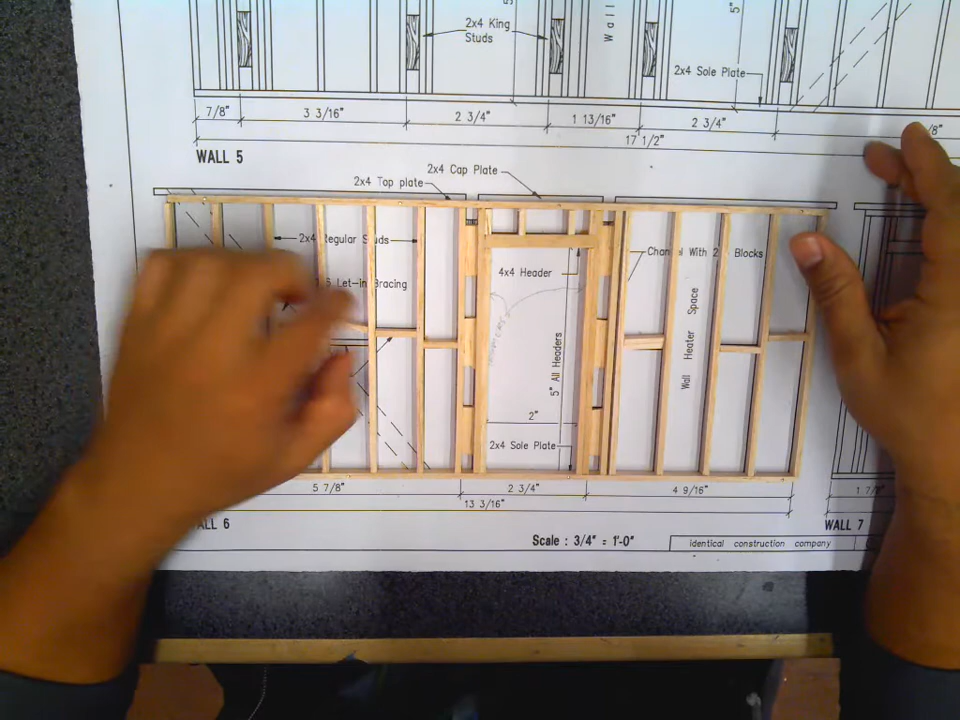 5"
Wall
5"
2x4 King
Studs
2x4 Sole Plate
7/8"
3 3/16"
2 3/4"
1 13/16"
2 3/4"
/8"
17 1/2"
WALL 5
2x4 Cap Plate
2x4 Top plate
2x4 Regular Studs
Let-in Bracing
4x4 Header
Channel With 2 Blocks
5" All Headers
Wall Heater Space
2"
2x4 Sole Plate
5 7/8"
2 3/4"
4 9/16"
1 7/
13 3/16"
ALL 6
WALL 7
Scale : 3/4" = 1'-0"
identical construction company